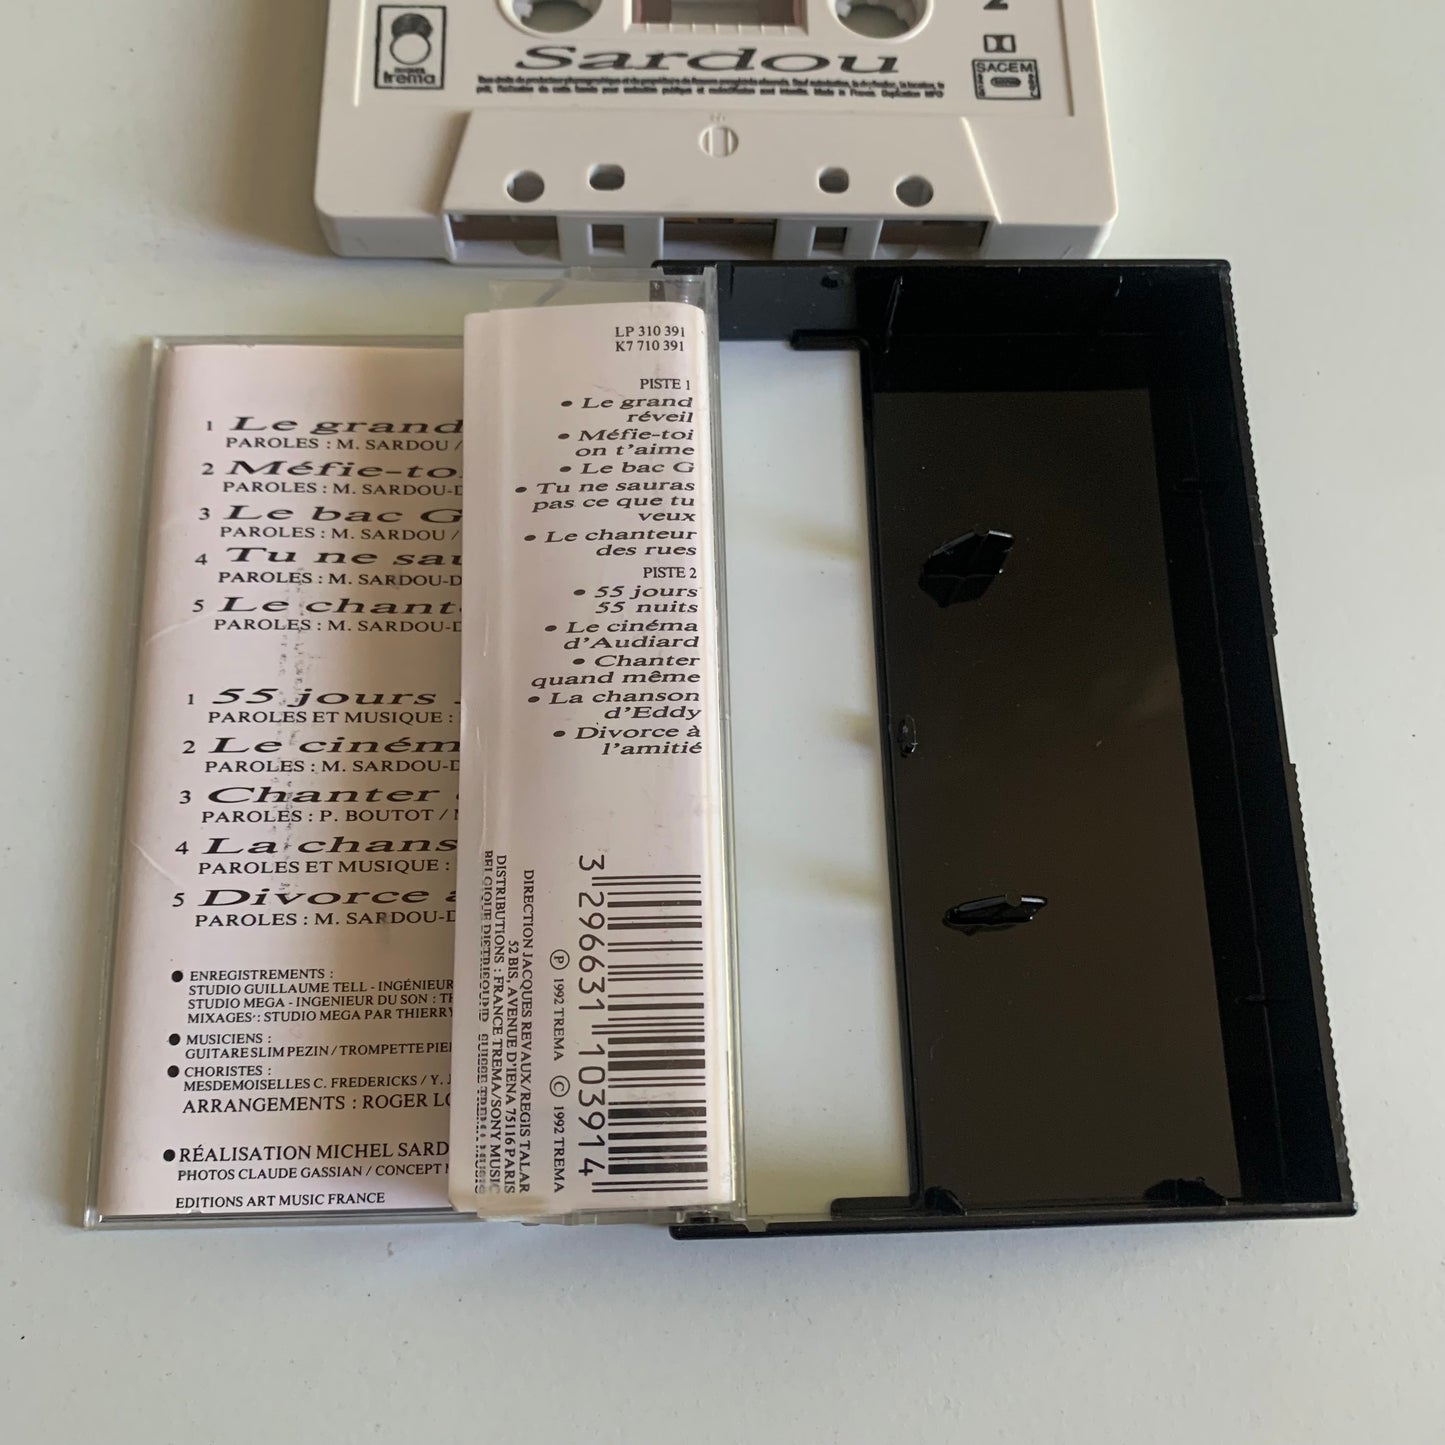 2
trema
Sardou
SACEM
LP 310 391
K7 710 391
PISTE 1
• Le grand
réveil
• Méfie-toi
on t'aime
• Le bac G
• Tu ne sauras
pas ce que tu
veux
• Le chanteur
des rues
PISTE 2
• 55 jours
55 nuits
• Le cinéma
d'Audiard
• Chanter
quand même
• La chanson
d'Eddy
• Divorce à
l'amitié
3 296631 103914
Ⓟ 1992 TREMA © 1992 TREMA
DIRECTION JACQUES REVAUX/REGIS TALAR
52 BIS, AVENUE D'IENA 75116 PARIS
DISTRIBUTIONS : FRANCE TREMA/SONY MUSIC
1 Le grand
PAROLES : M. SARDOU /
2 Méfie-toi
PAROLES : M. SARDOU-D
3 Le bac G
PAROLES : M. SARDOU /
4 Tu ne sau
PAROLES : M. SARDOU-D
5 Le chant
PAROLES : M. SARDOU-D
1 55 jours
PAROLES ET MUSIQUE :
2 Le ciném
PAROLES : M. SARDOU-D
3 Chanter
PAROLES : P. BOUTOT /
4 La chans
PAROLES ET MUSIQUE :
5 Divorce à
PAROLES : M. SARDOU-D
• ENREGISTREMENTS :
STUDIO GUILLAUME TELL - INGÉNIEUR
STUDIO MEGA - INGENIEUR DU SON : TH
MIXAGES : STUDIO MEGA PAR THIERRY
• MUSICIENS :
GUITARE SLIM PEZIN / TROMPETTE PIE
• CHORISTES :
MESDEMOISELLES C. FREDERICKS / Y. J
ARRANGEMENTS : ROGER LO
• RÉALISATION MICHEL SARD
PHOTOS CLAUDE GASSIAN / CONCEPT
EDITIONS ART MUSIC FRANCE